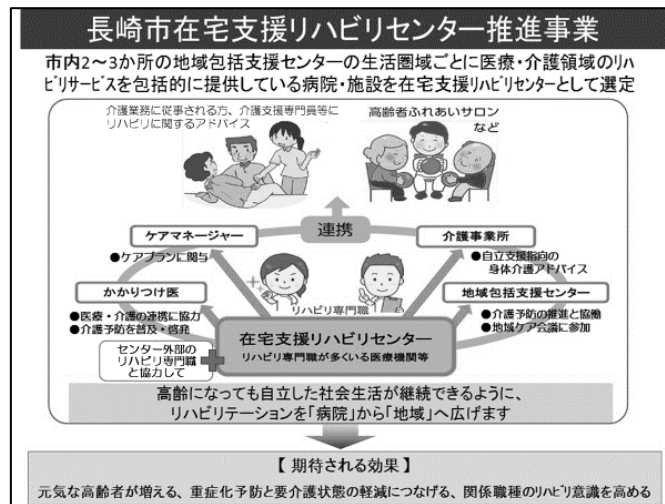 長崎市在宅支援リハビリセンター推進事業
市内2～3か所の地域包括支援センターの生活圏域ごとに医療・介護領域のリハ
ビリサービスを包括的に提供している病院・施設を在宅支援リハビリセンターとして選定
介護業務に従事される方、介護支援専門員等に
リハビリに関するアドバイス
高齢者ふれあいサロン
など
連携
ケアマネージャー
●ケアプランに関与
介護事業所
●自立支援指向の
身体介護アドバイス
かかりつけ医
●医療・介護の連携に協力
●介護予防を普及・啓発
リハビリ専門職
地域包括支援センター
●介護予防の推進と協働
●地域ケア会議に参加
在宅支援リハビリセンター
リハビリ専門職が多くいる医療機関等
センター外部の
リハビリ専門職
と協力して
高齢になっても自立した社会生活が継続できるように、
リハビリテーションを「病院」から「地域」へ広げます
【 期待される効果 】
元気な高齢者が増える、重症化予防と要介護状態の軽減につなげる、関係職種のリハビリ意識を高める